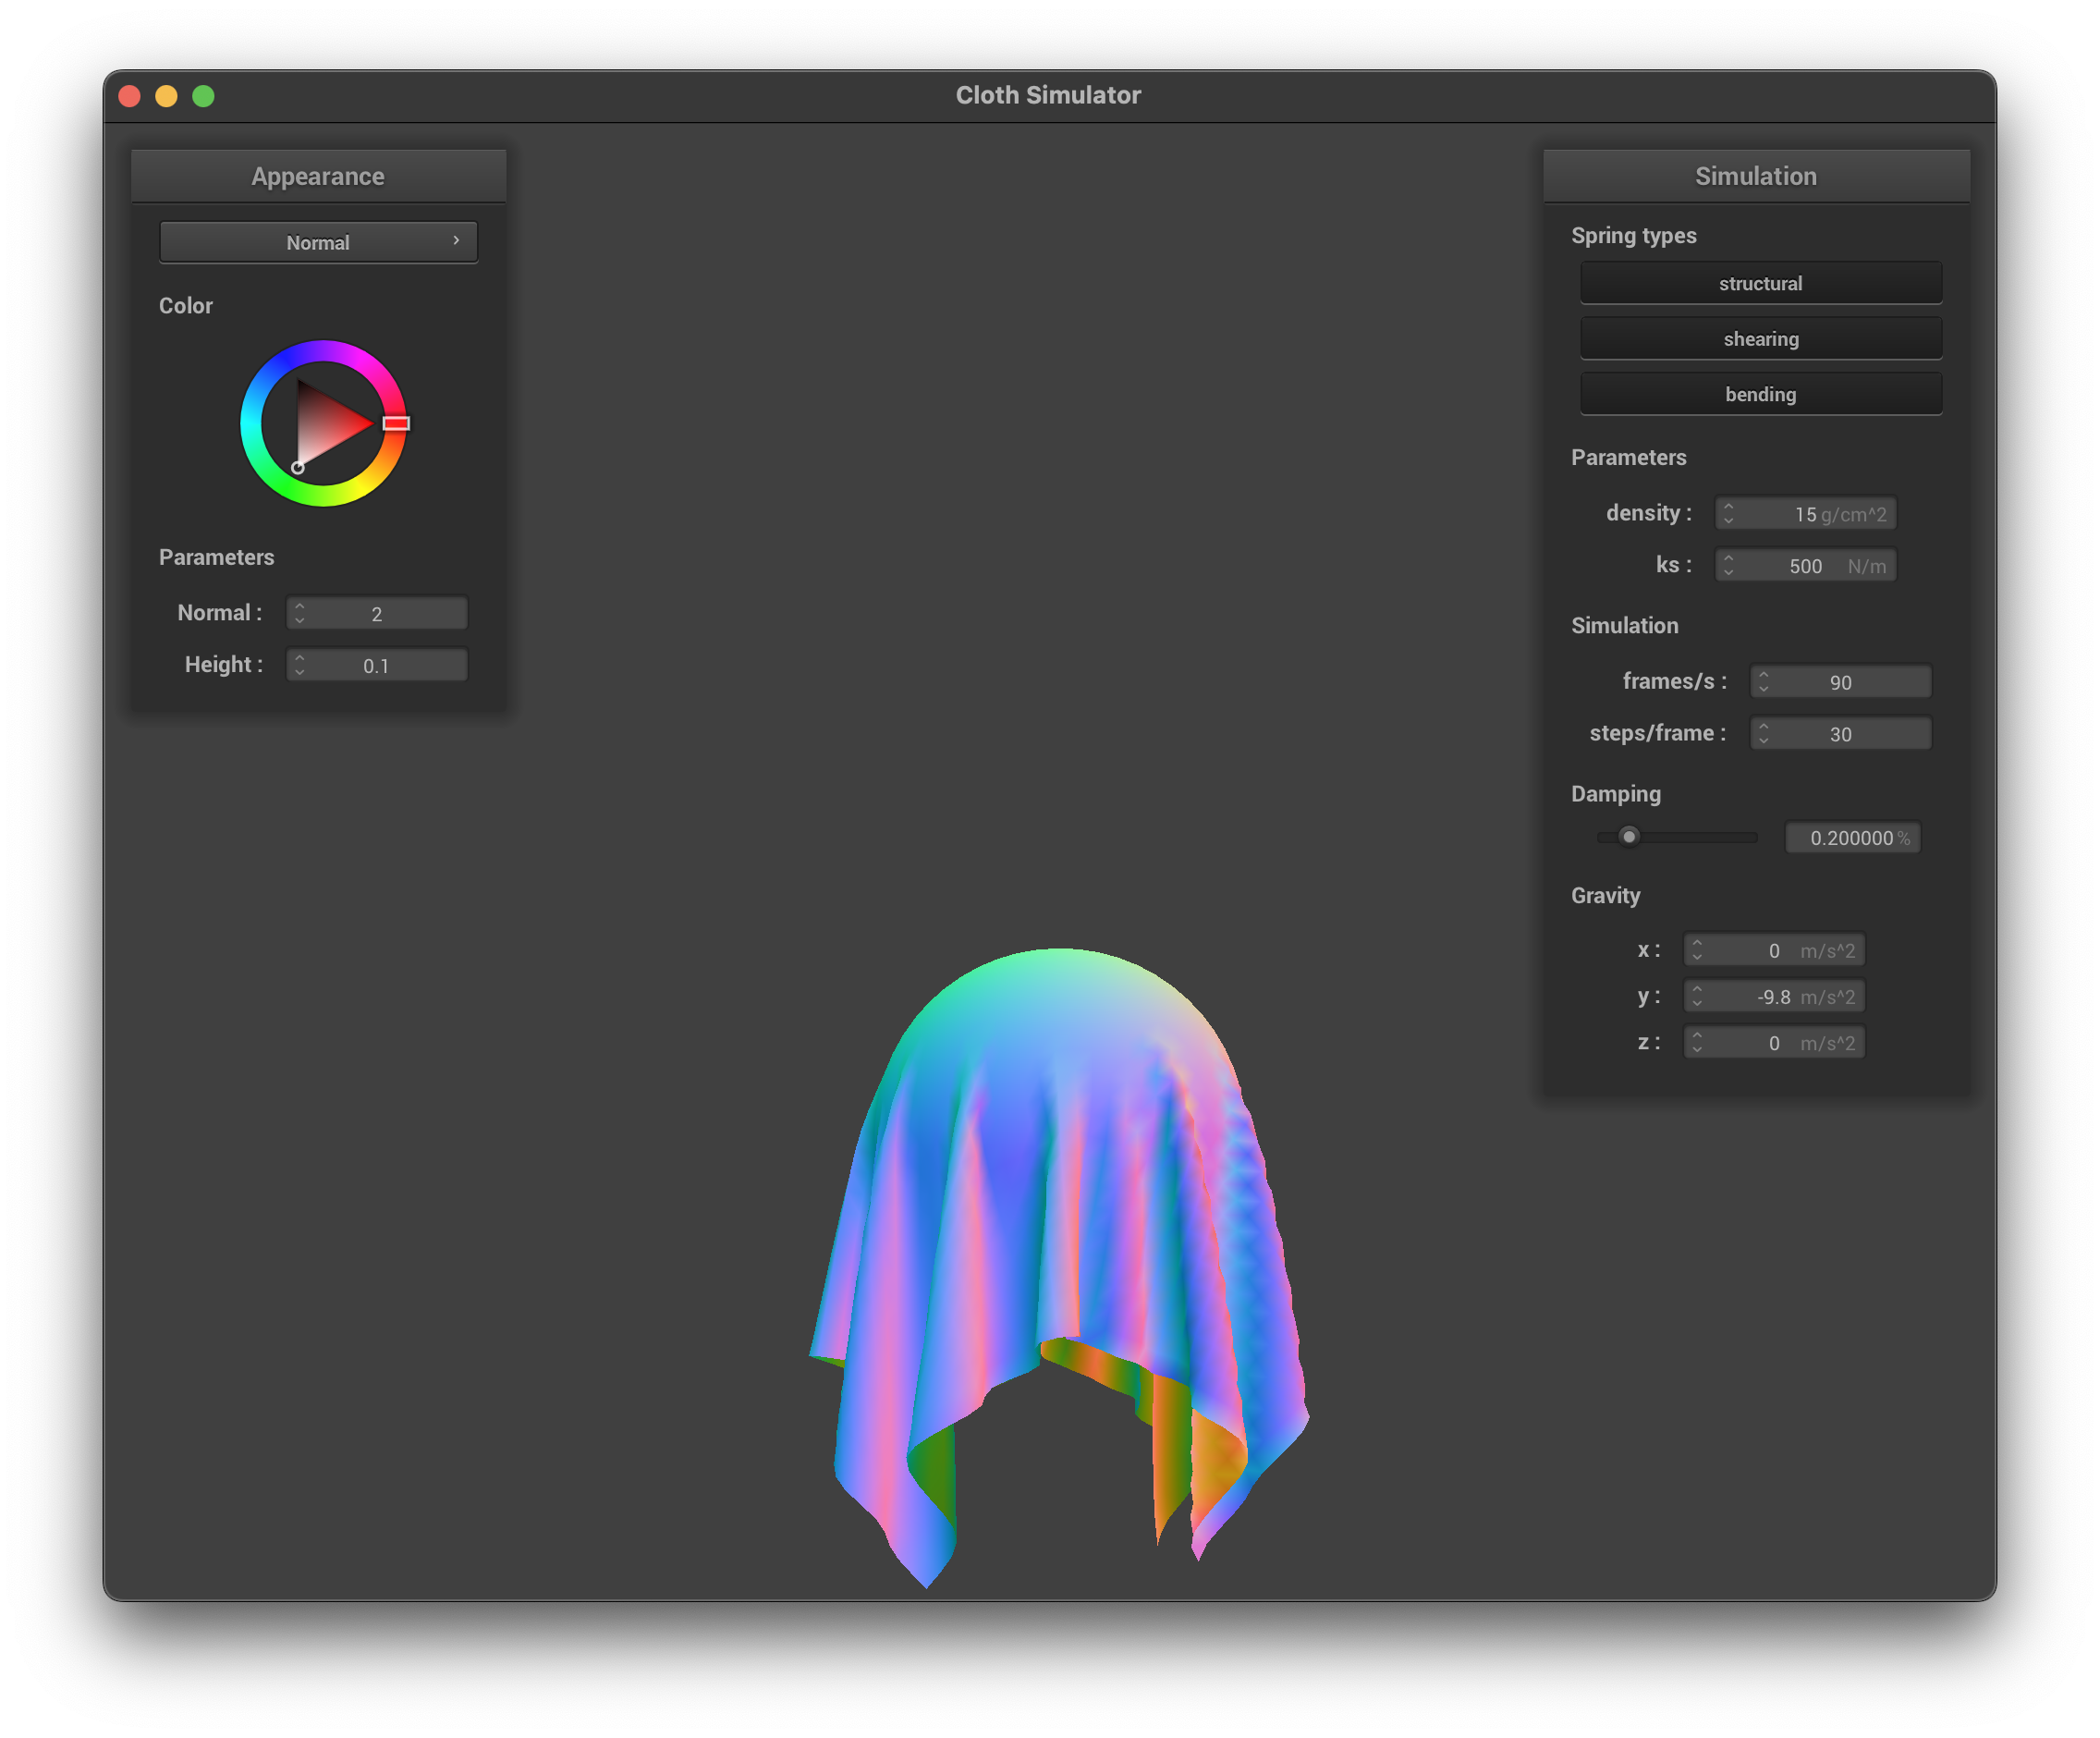 Cloth Simulator
Appearance
Normal
Color
Parameters
Normal : 2
Height : 0.1
Simulation
Spring types
structural
shearing
bending
Parameters
density : 15 g/cm^2
ks : 500 N/m
Simulation
frames/s : 90
steps/frame : 30
Damping
0.200000 %
Gravity
x : 0 m/s^2
y : -9.8 m/s^2
z : 0 m/s^2